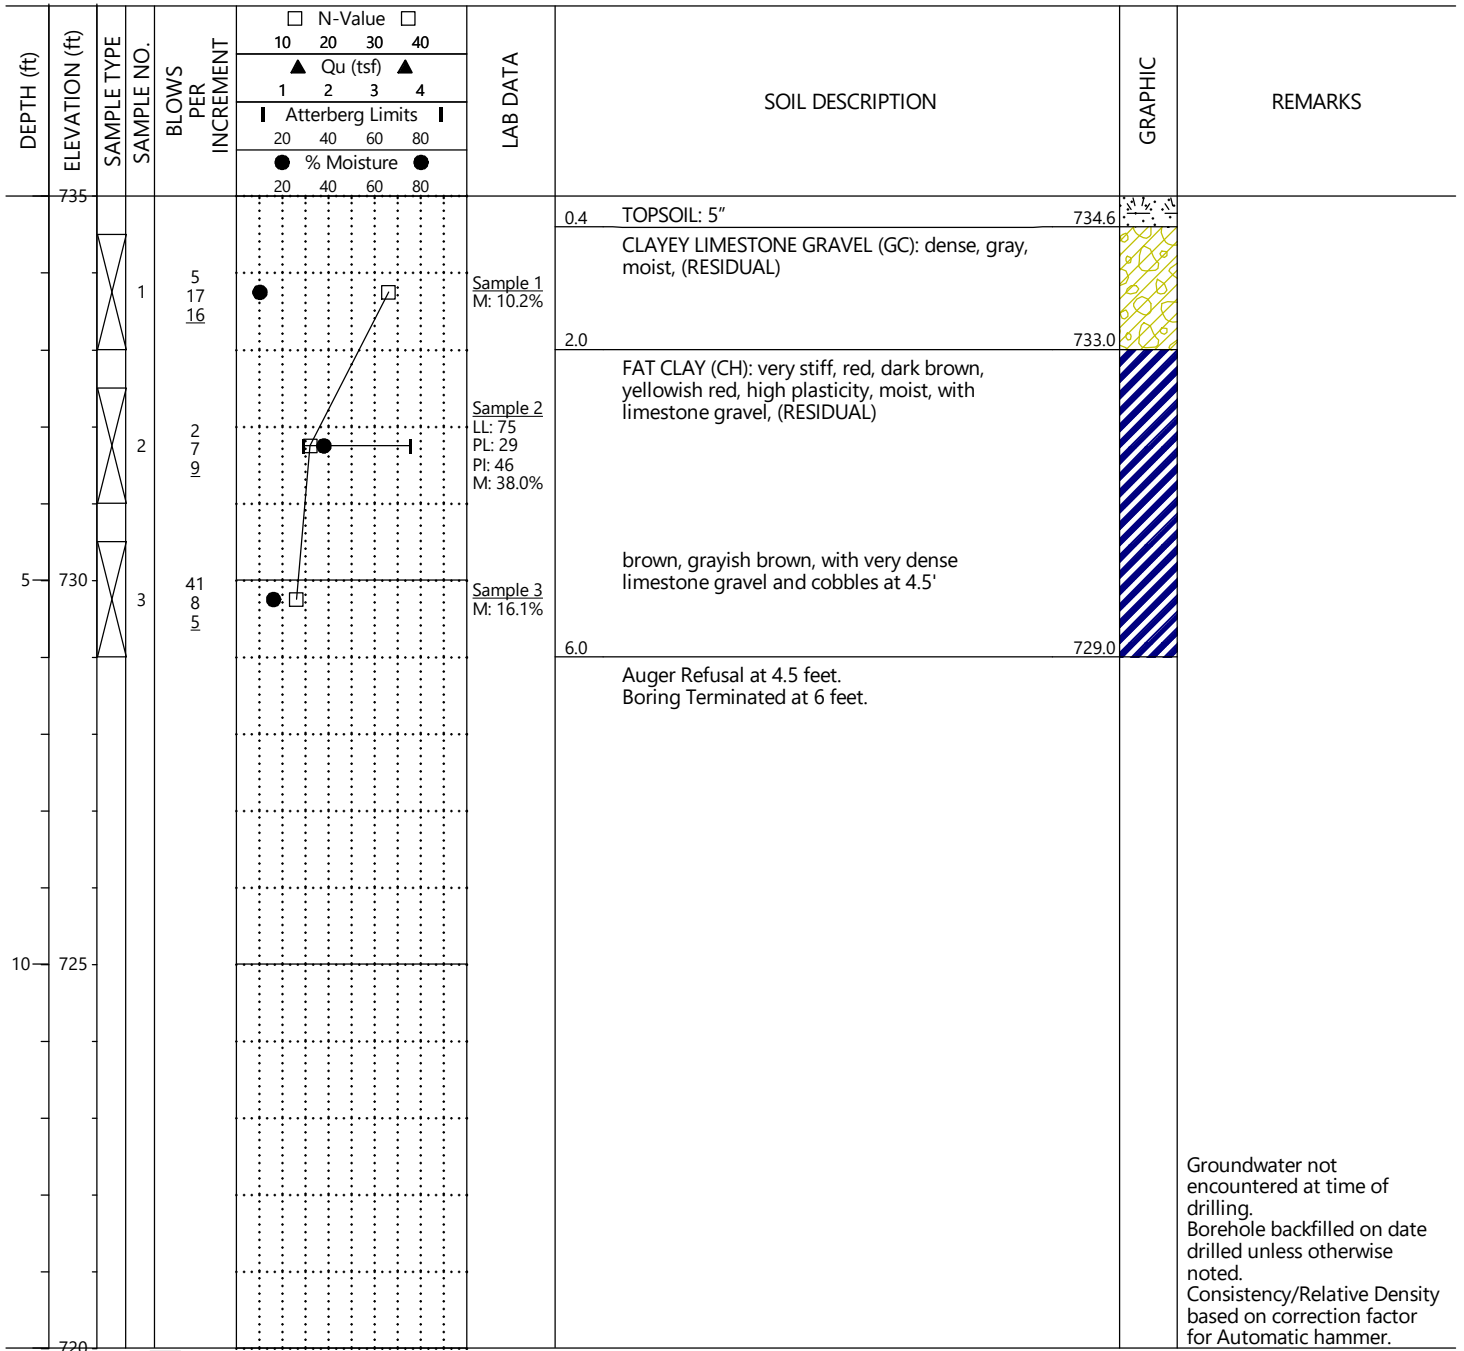 DEPTH (ft)
ELEVATION (ft)
SAMPLE TYPE
SAMPLE NO.
BLOWS
PER
INCREMENT
N-Value
10 20 30 40
▲ Qu (tsf) ▲
1 2 3 4
Atterberg Limits
20 40 60 80
● % Moisture ●
20 40 60 80
LAB DATA
SOIL DESCRIPTION
GRAPHIC
REMARKS
735
0.4 TOPSOIL: 5” 734.6
CLAYEY LIMESTONE GRAVEL (GC): dense, gray,
moist, (RESIDUAL)
1
5
17
16
Sample 1
M: 10.2%
2.0 733.0
FAT CLAY (CH): very stiff, red, dark brown,
yellowish red, high plasticity, moist, with
limestone gravel, (RESIDUAL)
2
2
7
9
Sample 2
LL: 75
PL: 29
PI: 46
M: 38.0%
brown, grayish brown, with very dense
limestone gravel and cobbles at 4.5'
5 730
3
41
8
5
Sample 3
M: 16.1%
6.0 729.0
Auger Refusal at 4.5 feet.
Boring Terminated at 6 feet.
10 725
Groundwater not
encountered at time of
drilling.
Borehole backfilled on date
drilled unless otherwise
noted.
Consistency/Relative Density
based on correction factor
for Automatic hammer.
720